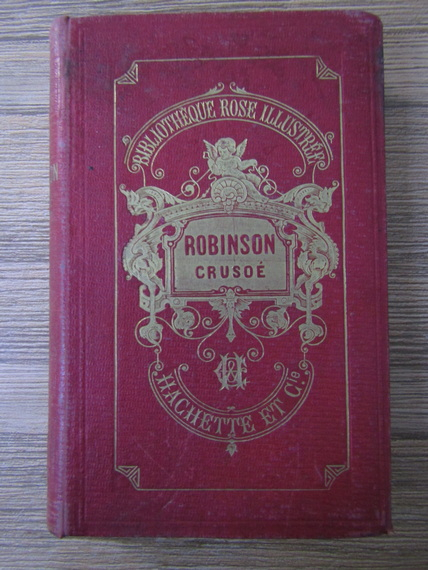 BIBLIOTHÈQUE ROSE ILLUSTRÉE
ROBINSON
CRUSOÉ
HACHETTE ET Cie